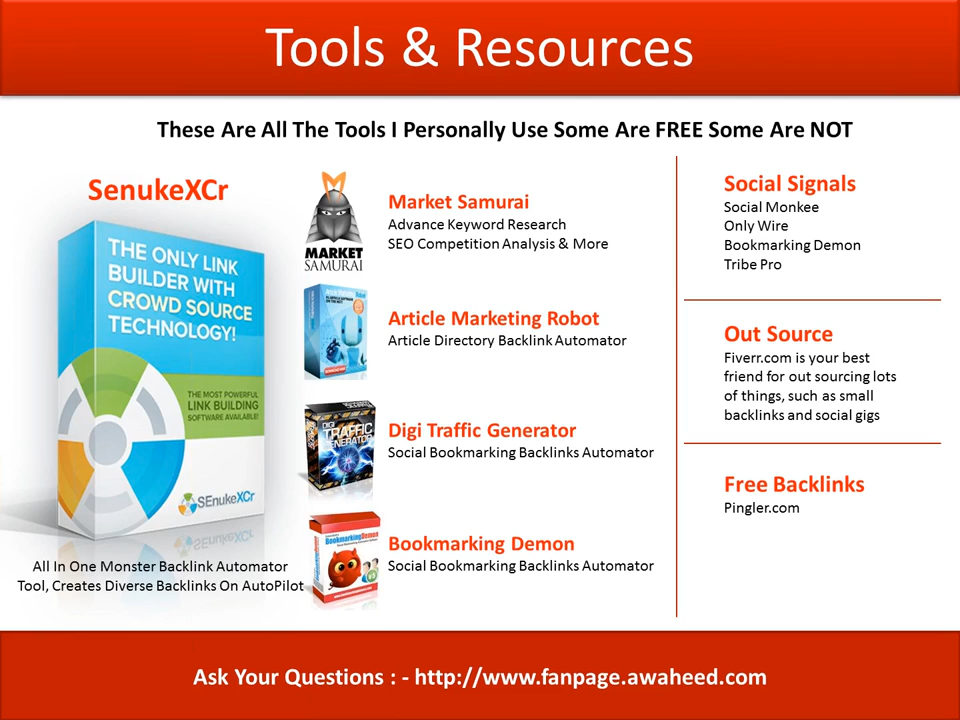 Tools & Resources
These Are All The Tools I Personally Use Some Are FREE Some Are NOT
SenukeXCr
THE ONLY LINK
BUILDER WITH
CROWD SOURCE
TECHNOLOGY!
THE MOST POWERFUL
LINK BUILDING
SOFTWARE AVAILABLE!
SEnukeXCr
All In One Monster Backlink Automator
Tool, Creates Diverse Backlinks On AutoPilot
MARKET
SAMURAI
Market Samurai
Advance Keyword Research
SEO Competition Analysis & More
Article Marketing Robot
Article Directory Backlink Automator
DIGI
TRAFFIC
GENERATOR
Digi Traffic Generator
Social Bookmarking Backlinks Automator
BookmarkingDemon
Bookmarking Demon
Social Bookmarking Backlinks Automator
Social Signals
Social Monkee
Only Wire
Bookmarking Demon
Tribe Pro
Out Source
Fiverr.com is your best
friend for out sourcing lots
of things, such as small
backlinks and social gigs
Free Backlinks
Pingler.com
Ask Your Questions : - http://www.fanpage.awaheed.com